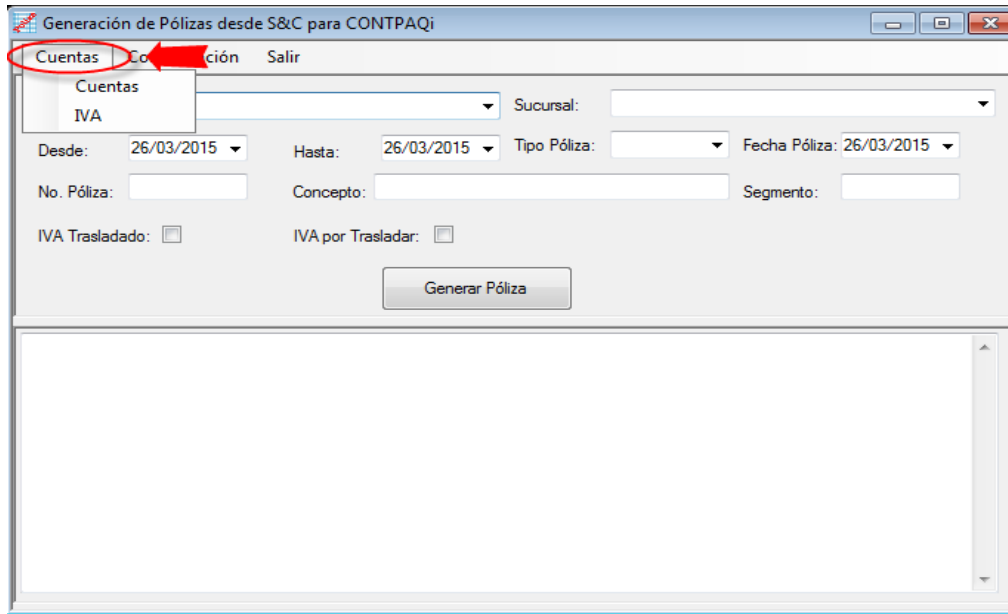 Generación de Pólizas desde S&C para CONTPAQi
Cuentas ción Salir
Cuentas
IVA
Sucursal:
Desde: 26/03/2015 Hasta: 26/03/2015 Tipo Póliza: Fecha Póliza: 26/03/2015
No. Póliza: Concepto: Segmento:
IVA Trasladado: IVA por Trasladar:
Generar Póliza